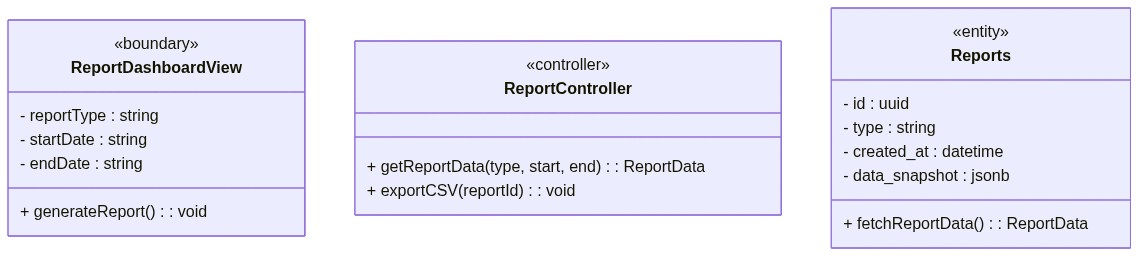 «boundary»
ReportDashboardView
- reportType : string
- startDate : string
- endDate : string
+ generateReport() : : void
«controller»
ReportController
+ getReportData(type, start, end) : : ReportData
+ exportCSV(reportId) : : void
«entity»
Reports
- id : uuid
- type : string
- created_at : datetime
- data_snapshot : jsonb
+ fetchReportData() : : ReportData